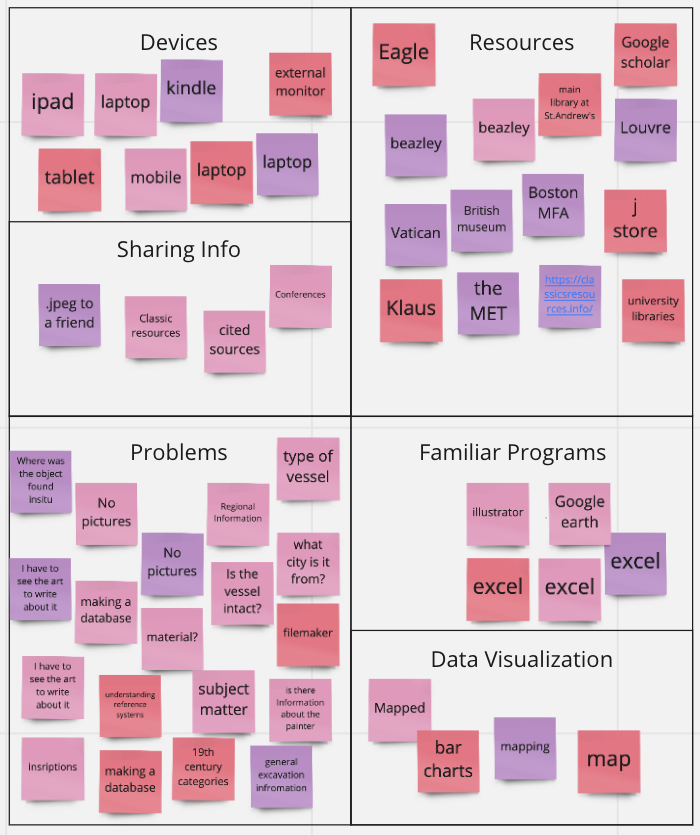 Devices
ipad
laptop
kindle
external
monitor
tablet
mobile
laptop
laptop
Sharing Info
.jpeg to
a friend
Classic
resources
cited
sources
Conferences
Resources
Eagle
Google
scholar
main
library at
St.Andrew's
beazley
beazley
Louvre
Vatican
British
museum
Boston
MFA
j
store
Klaus
the
MET
https://cla
ssicsresou
rces.info/
university
libraries
Problems
Where was
the object
found
insitu
No
pictures
Regional
Information
type of
vessel
I have to
see the art
to write
about it
making a
database
No
pictures
Is the
vessel
intact?
what
city is it
from?
material?
filemaker
I have to
see the art
to write
about it
understanding
reference
systems
subject
matter
is there
Information
about the
painter
Insriptions
making a
database
19th
century
categories
general
excavation
infromation
Familiar Programs
illustrator
Google
earth
excel
excel
excel
Data Visualization
Mapped
bar
charts
mapping
map